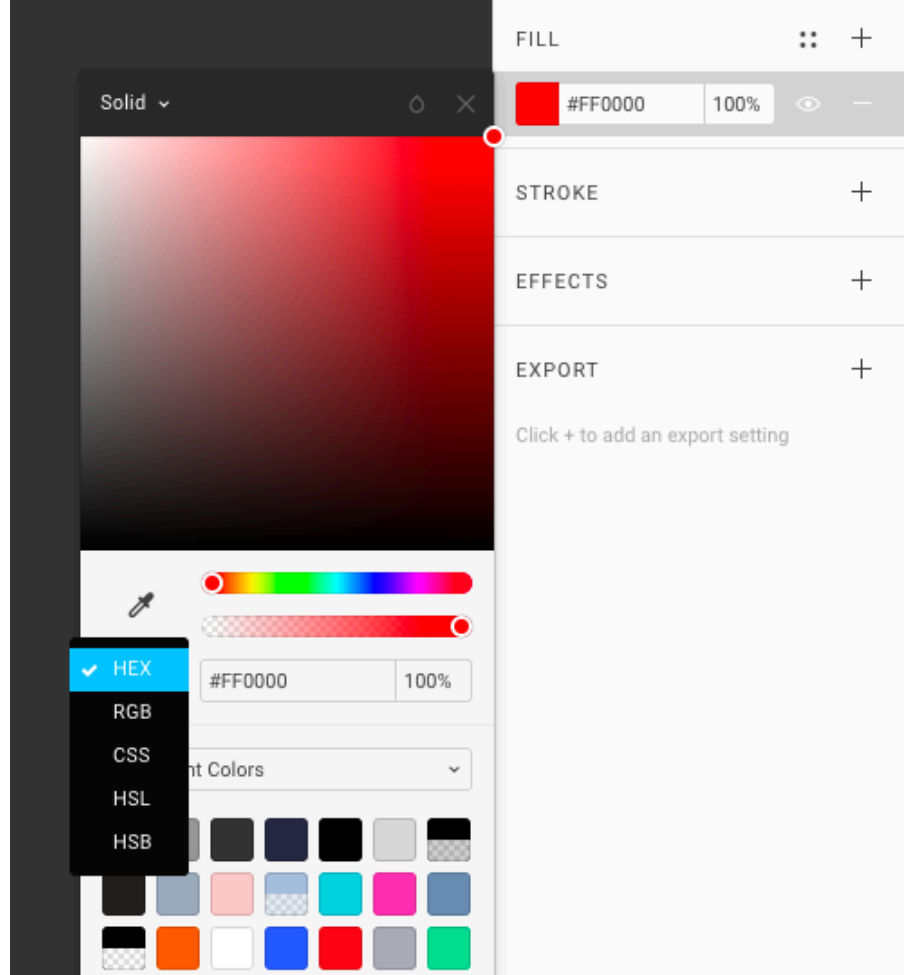 FILL
Solid
#FF0000 100%
STROKE
EFFECTS
EXPORT
Click + to add an export setting
HEX
#FF0000 100%
RGB
CSS
nt Colors
HSL
HSB